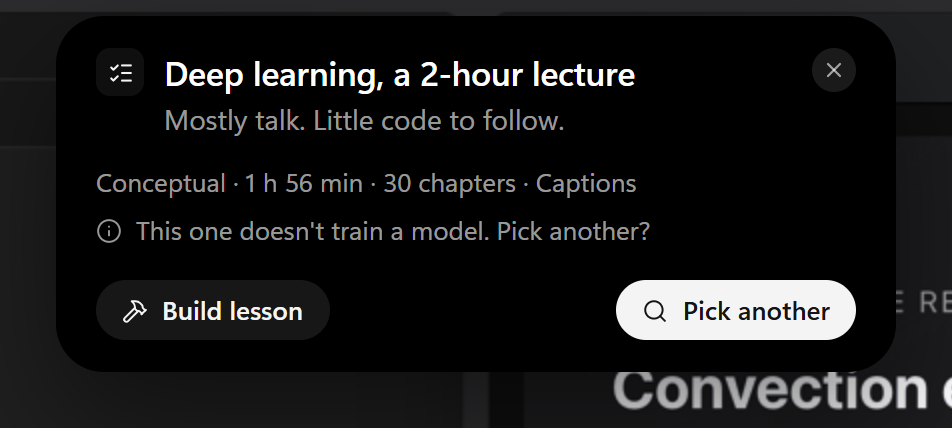 Deep learning, a 2-hour lecture
Mostly talk. Little code to follow.
Conceptual · 1 h 56 min · 30 chapters · Captions
This one doesn't train a model. Pick another?
Build lesson
Pick another
E RE
Convection